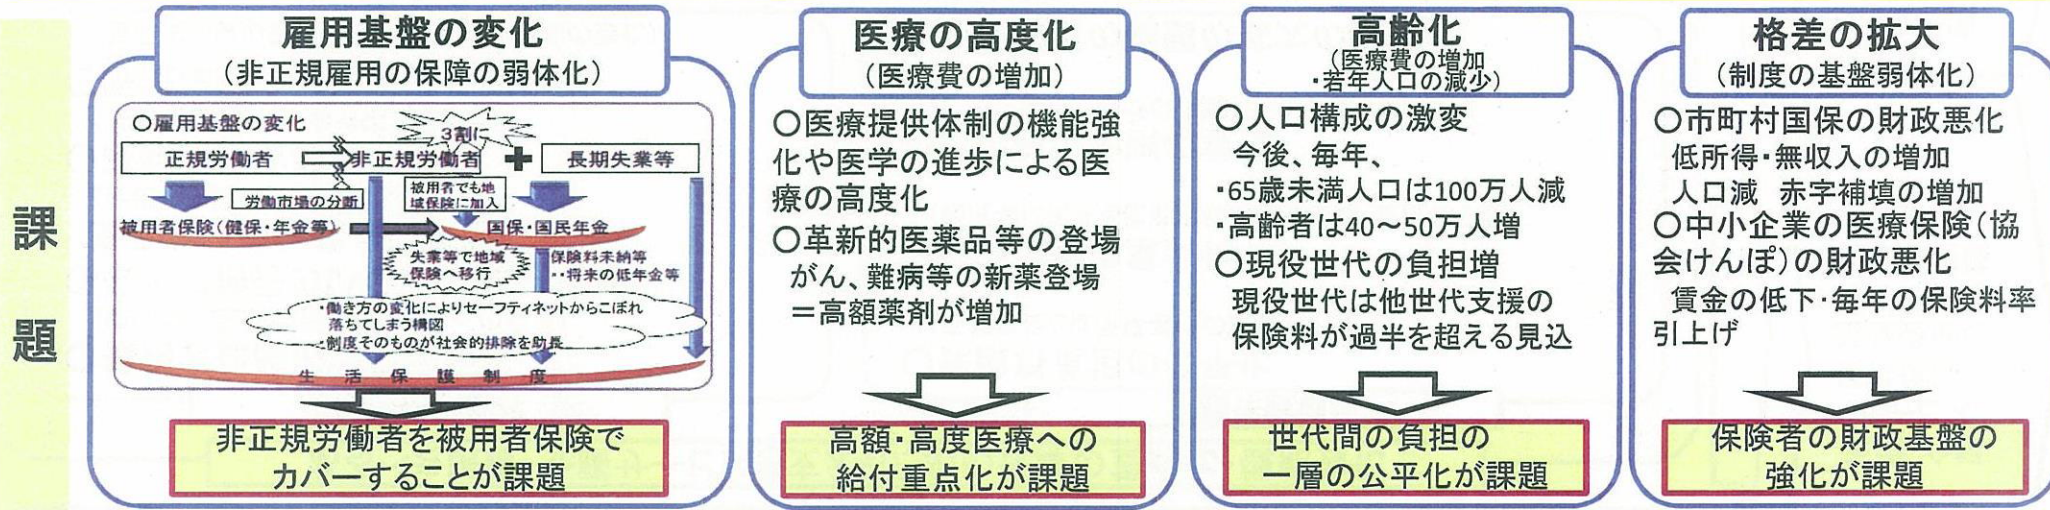 課題
雇用基盤の変化
(非正規雇用の保障の弱体化)
○雇用基盤の変化
3割に
正規労働者
非正規労働者
+
長期失業等
労働市場の分断
被用者でも地
域保険に加入
被用者保険(健保・年金等)
国保・国民年金
失業等で地域
保険へ移行
保険料未納等
・・将来の低年金等
・働き方の変化によりセーフティネットからこぼれ
落ちてしまう構図
・制度そのものが社会的排除を助長
生活保護制度
非正規労働者を被用者保険で
カバーすることが課題
医療の高度化
(医療費の増加)
○医療提供体制の機能強
化や医学の進歩による医
療の高度化
○革新的医薬品等の登場
がん、難病等の新薬登場
=高額薬剤が増加
高額・高度医療への
給付重点化が課題
高齢化
(医療費の増加
・若年人口の減少)
○人口構成の激変
今後、毎年、
・65歳未満人口は100万人減
・高齢者は40~50万人増
○現役世代の負担増
現役世代は他世代支援の
保険料が過半を超える見込
世代間の負担の
一層の公平化が課題
格差の拡大
(制度の基盤弱体化)
○市町村国保の財政悪化
低所得・無収入の増加
人口減 赤字補填の増加
○中小企業の医療保険(協
会けんぽ)の財政悪化
賃金の低下・毎年の保険料率
引上げ
保険者の財政基盤の
強化が課題